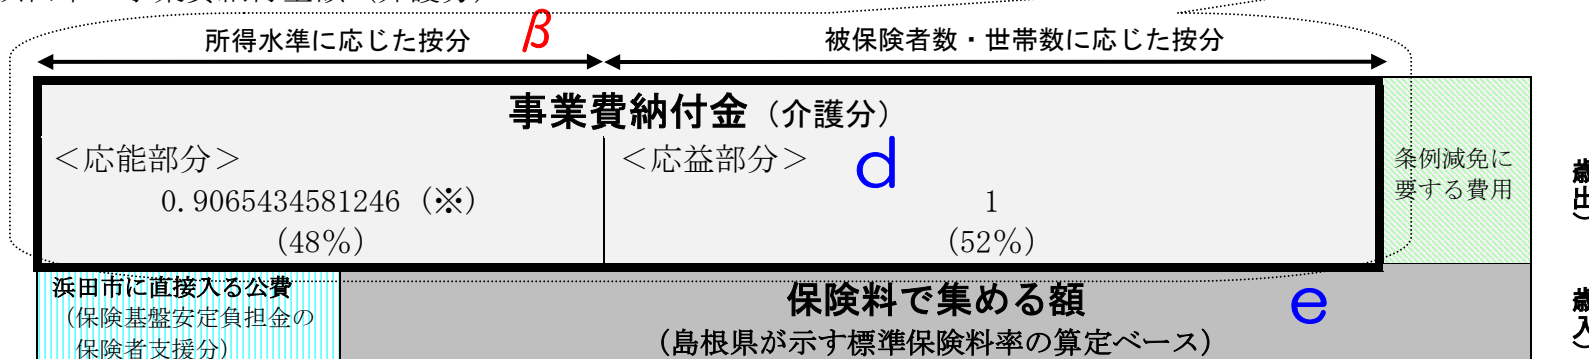 所得水準に応じた按分 β 被保険者数・世帯数に応じた按分
事業費納付金（介護分）
＜応能部分＞ ＜応益部分＞ d
0.9065434581246（※） 1
(48%) (52%)
条例減免に
要する費用
浜田市に直接入る公費
（保険基盤安定負担金の
保険者支援分）
保険料で集める額 e
（島根県が示す標準保険料率の算定ベース）